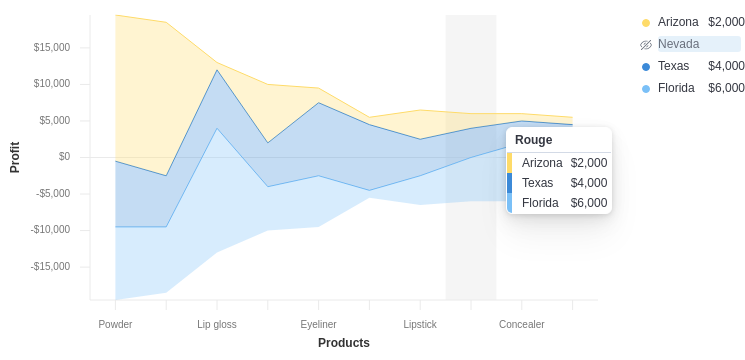 Arizona $2,000
Nevada
Texas $4,000
Florida $6,000
$15,000
$10,000
$5,000
$0
-$5,000
-$10,000
-$15,000
Profit
Rouge
Arizona $2,000
Texas $4,000
Florida $6,000
Powder Lip gloss Eyeliner Lipstick Concealer
Products